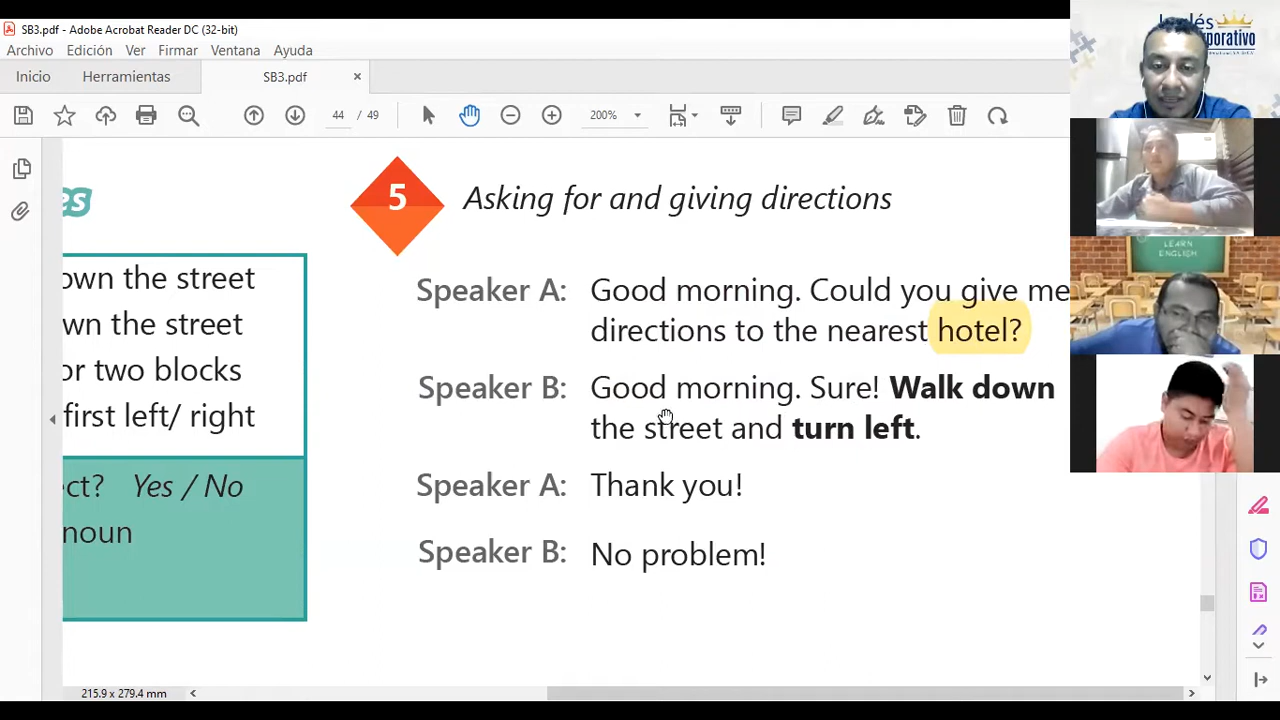 SB3.pdf - Adobe Acrobat Reader DC (32-bit)
Archivo Edición Ver Firmar Ventana Ayuda
Inicio Herramientas SB3.pdf ×
44 / 49 200%
es
5 Asking for and giving directions
own the street
wn the street
or two blocks
first left/ right
ect? Yes / No
noun
Speaker A: Good morning. Could you give me
directions to the nearest hotel?
Speaker B: Good morning. Sure! Walk down
the street and turn left.
Speaker A: Thank you!
Speaker B: No problem!
215.9 x 279.4 mm
LEARN
ENGLISH